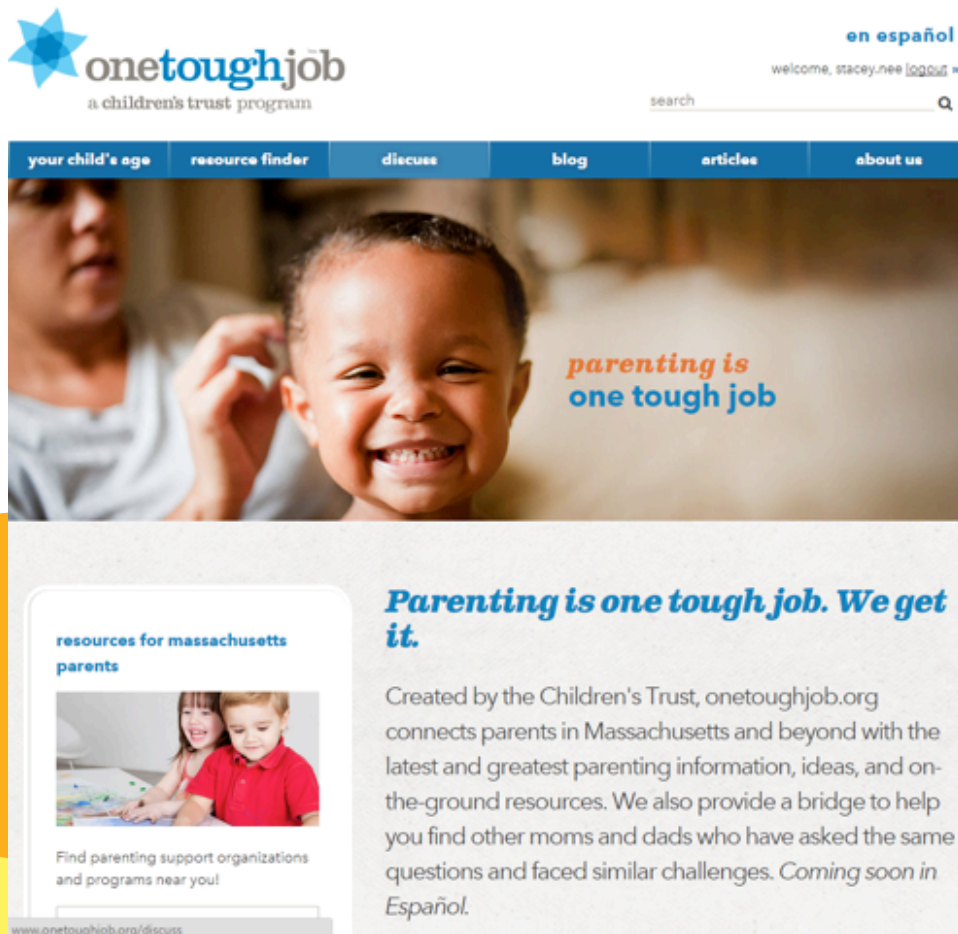 onetoughjob
a children's trust program
en español
welcome, stacey.nee logout »
search
your child's age
resource finder
discuss
blog
articles
about us
parenting is
one tough job
resources for massachusetts
parents
Find parenting support organizations
and programs near you!
Parenting is one tough job. We get
it.
Created by the Children's Trust, onetoughjob.org
connects parents in Massachusetts and beyond with the
latest and greatest parenting information, ideas, and on-
the-ground resources. We also provide a bridge to help
you find other moms and dads who have asked the same
questions and faced similar challenges. Coming soon in
Español.
www.onetoughjob.org/discuss